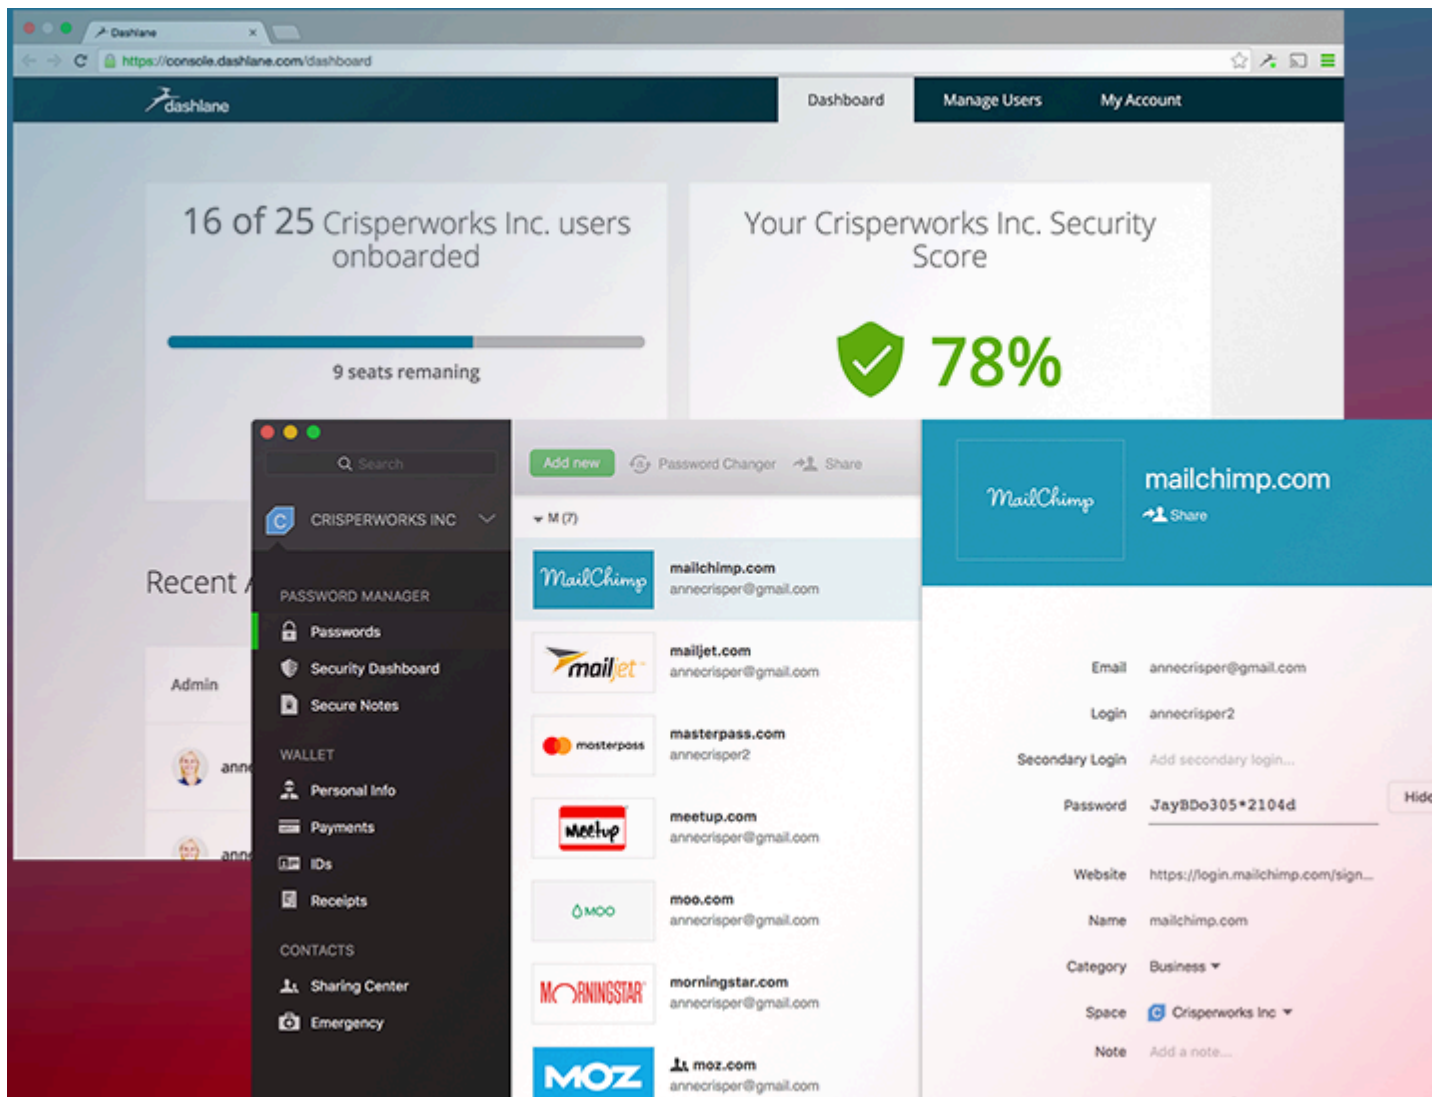 Dashlane
https://console.dashlane.com/dashboard
dashlane
Dashboard
Manage Users
My Account
16 of 25 Crisperworks Inc. users
onboarded
9 seats remaning
Your Crisperworks Inc. Security
Score
78%
Recent
Admin
anne
anne
Search
CRISPERWORKS INC
PASSWORD MANAGER
Passwords
Security Dashboard
Secure Notes
WALLET
Personal Info
Payments
IDs
Receipts
CONTACTS
Sharing Center
Emergency
Add new
Password Changer
Share
M (7)
MailChimp
mailchimp.com
annecrisper@gmail.com
mailjet
mailjet.com
annecrisper@gmail.com
masterpass
masterpass.com
annecrisper2
Meetup
meetup.com
annecrisper@gmail.com
MOO
moo.com
annecrisper@gmail.com
MORNINGSTAR
morningstar.com
annecrisper@gmail.com
MOZ
moz.com
annecrisper@gmail.com
MailChimp
mailchimp.com
Share
Email annecrisper@gmail.com
Login annecrisper2
Secondary Login Add secondary login...
Password JayBDo305*2104d
Hide
Website https://login.mailchimp.com/sign...
Name mailchimp.com
Category Business
Space Crisperworks Inc
Note Add a note...